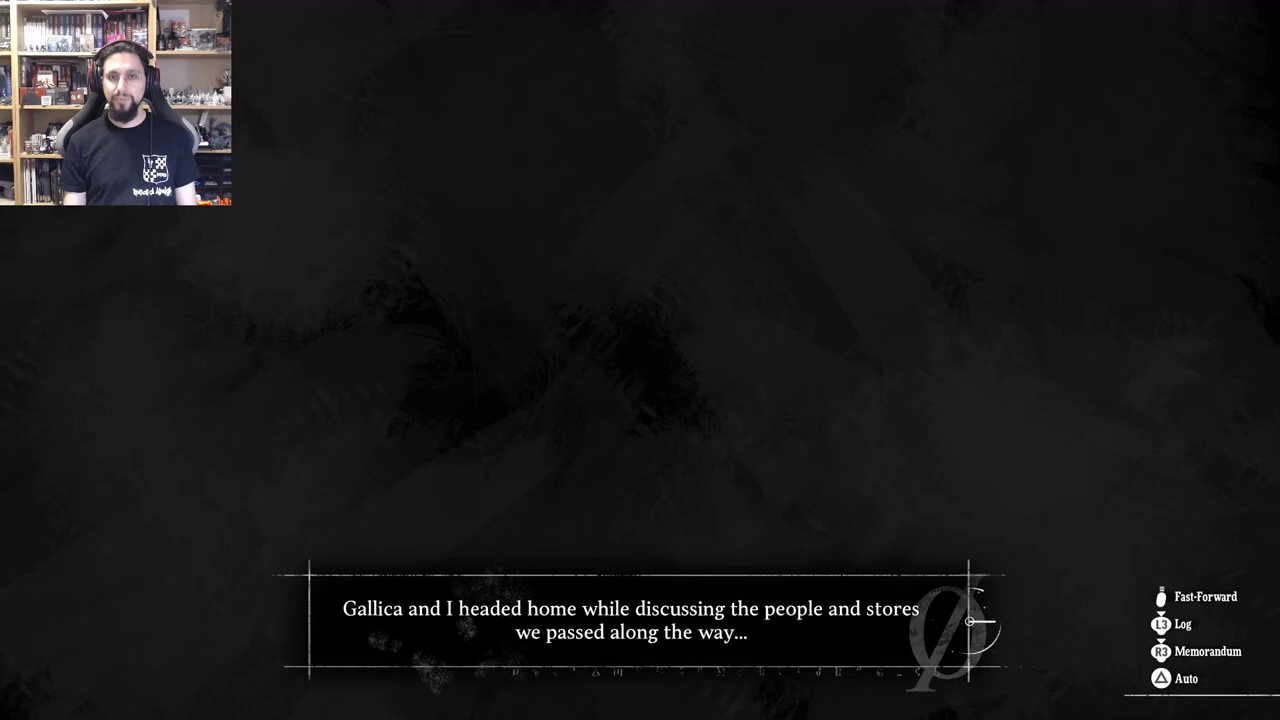 Gallica and I headed home while discussing the people and stores
we passed along the way...
Fast-Forward
L3 Log
R3 Memorandum
Auto